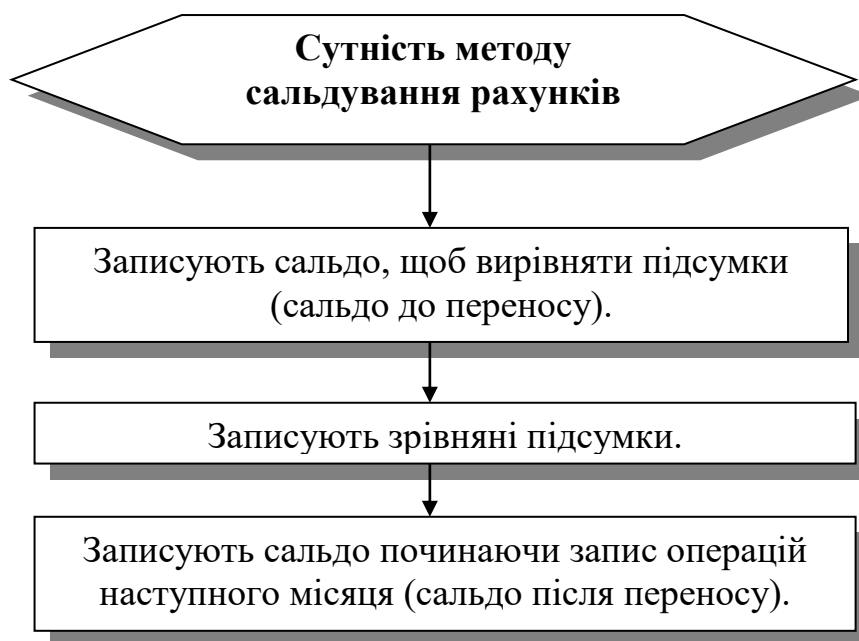 Сутність методу
сальдування рахунків
Записують сальдо, щоб вирівняти підсумки
(сальдо до переносу).
Записують зрівняні підсумки.
Записують сальдо починаючи запис операцій
наступного місяця (сальдо після переносу).